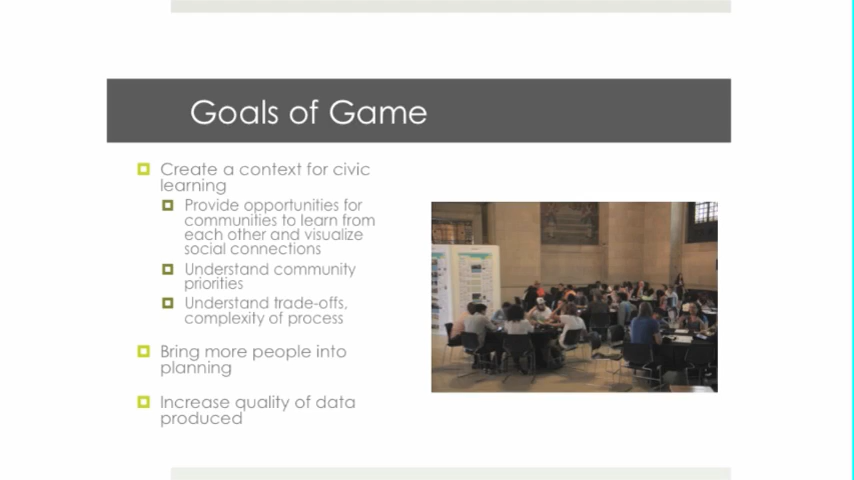 Goals of Game
Create a context for civic
learning
Provide opportunities for
communities to learn from
each other and visualize
social connections
Understand community
priorities
Understand trade-offs,
complexity of process
Bring more people into
planning
Increase quality of data
produced